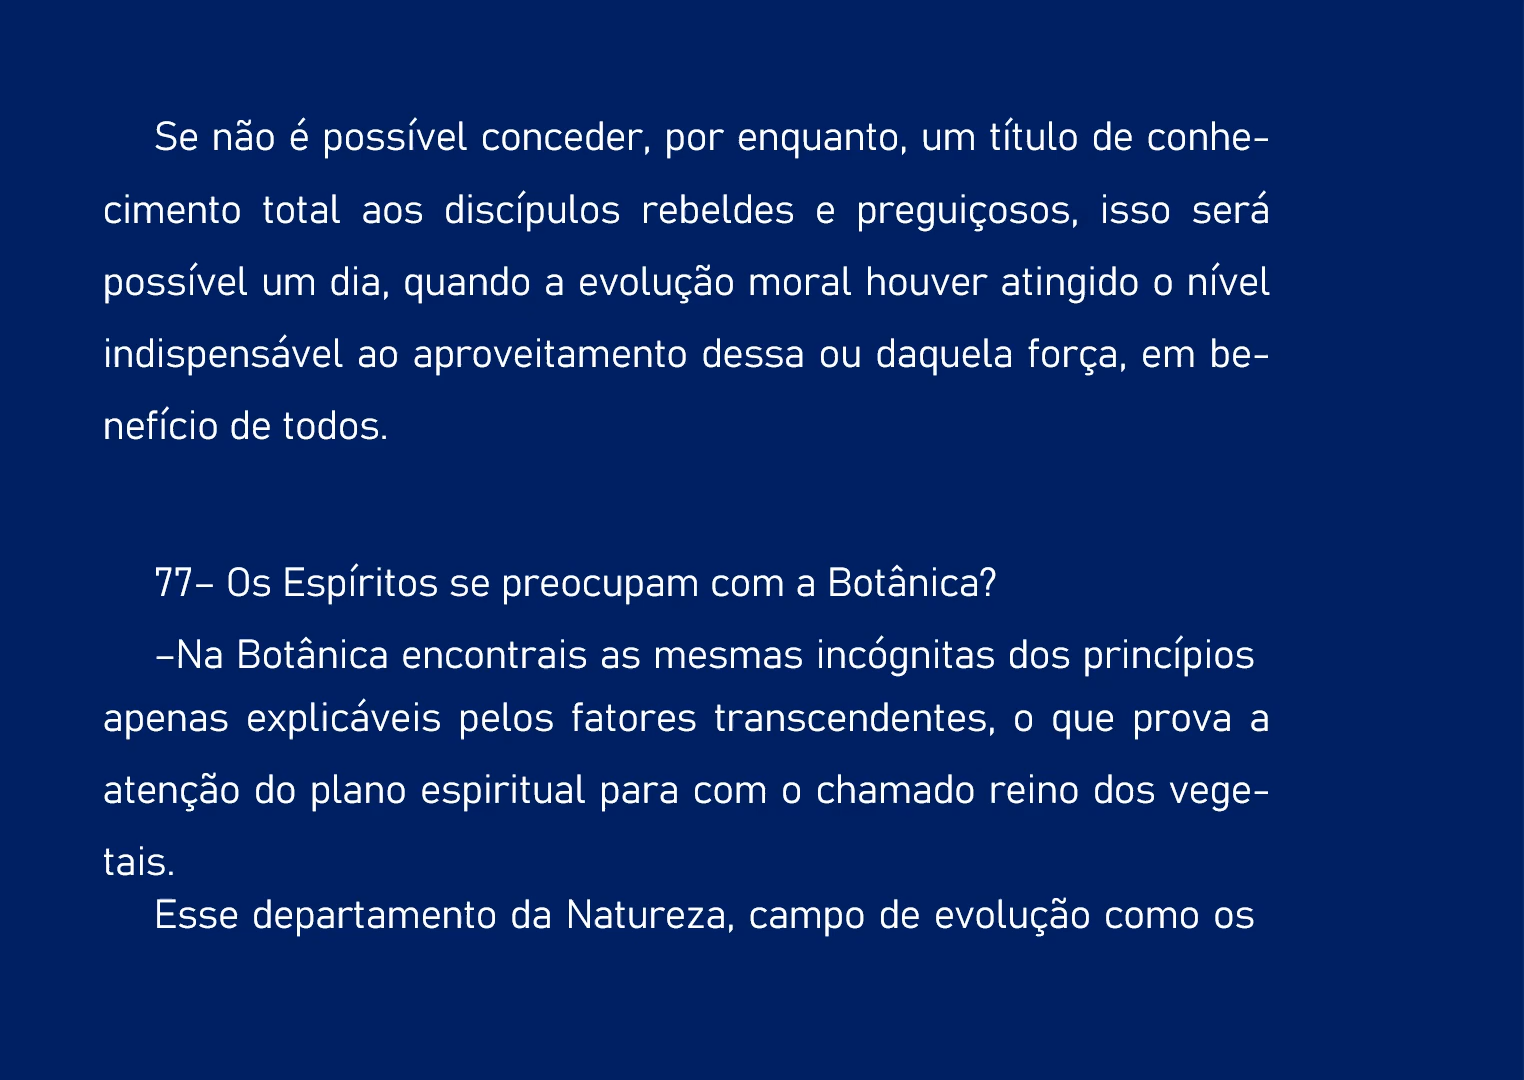 Se não é possível conceder, por enquanto, um título de conhe-
cimento total aos discípulos rebeldes e preguiçosos, isso será
possível um dia, quando a evolução moral houver atingido o nível
indispensável ao aproveitamento dessa ou daquela força, em be-
nefício de todos.
77– Os Espíritos se preocupam com a Botânica?
–Na Botânica encontrais as mesmas incógnitas dos princípios
apenas explicáveis pelos fatores transcendentes, o que prova a
atenção do plano espiritual para com o chamado reino dos vege-
tais.
Esse departamento da Natureza, campo de evolução como os